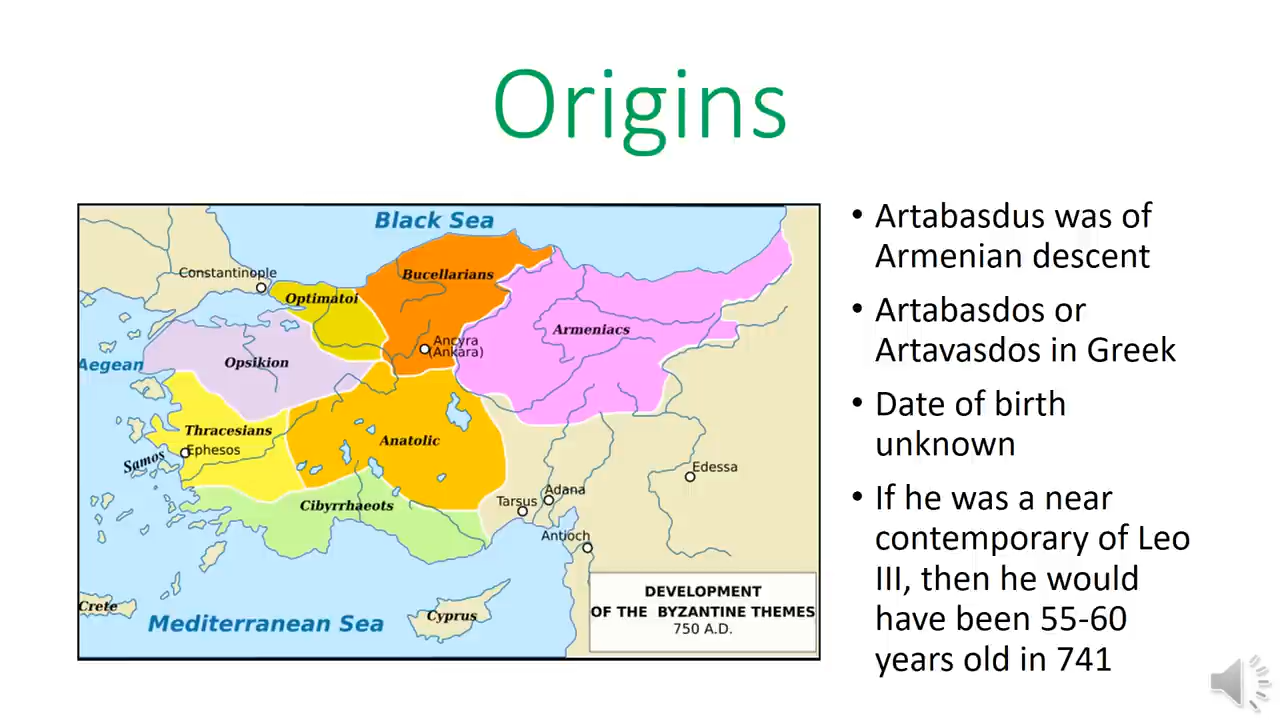 Origins
Black Sea
Constantinople
Bucellarians
Optimatoi
Armeniacs
Ancyra
(Ankara)
Aegean
Opsikion
Thracesians
Anatolic
Ephesos
Samos
Edessa
Adana
Tarsus
Cibyrrhaeots
Antioch
DEVELOPMENT
OF THE BYZANTINE THEMES
750 A.D.
Crete
Cyprus
Mediterranean Sea
• Artabasdus was of
Armenian descent
• Artabasdos or
Artavasdos in Greek
• Date of birth
unknown
• If he was a near
contemporary of Leo
III, then he would
have been 55-60
years old in 741